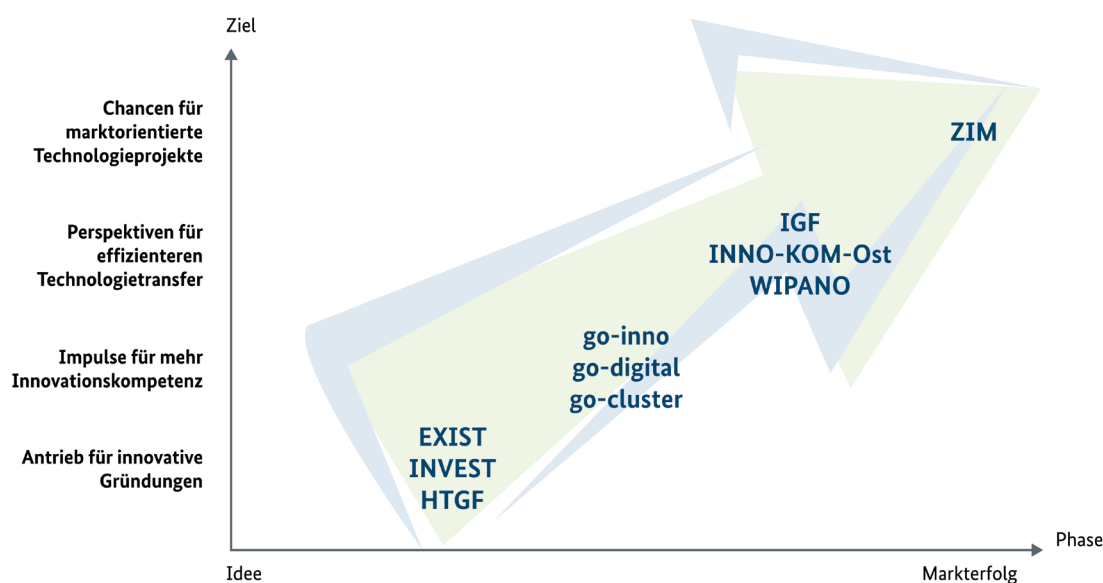 Ziel
Chancen für
marktorientierte
Technologieprojekte
ZIM
Perspektiven für
effizienteren
Technologietransfer
IGF
INNO-KOM-Ost
WIPANO
Impulse für mehr
Innovationskompetenz
go-inno
go-digital
go-cluster
Antrieb für innovative
Gründungen
EXIST
INVEST
HTGF
Phase
Idee
Markterfolg